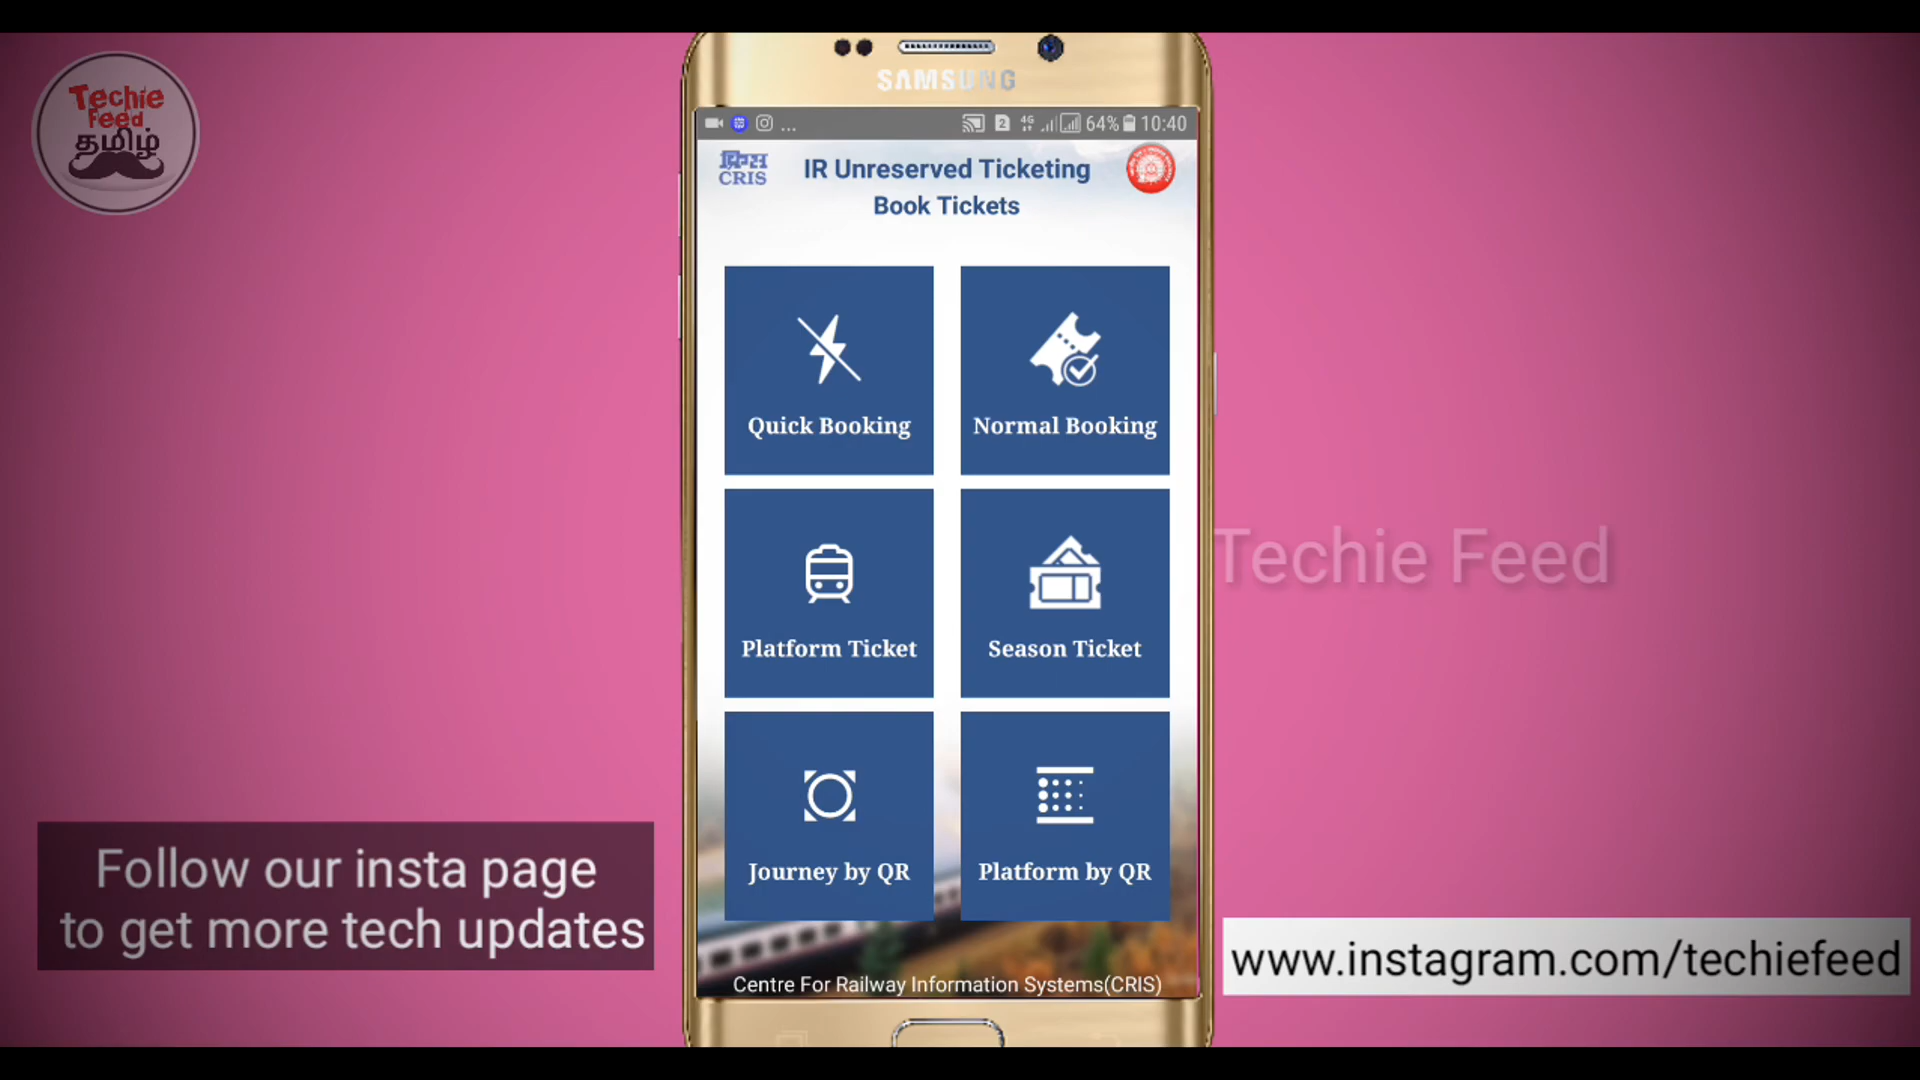 Techie
Feed
தமிழ்
SAMSUNG
2 4G 64% 10:40
क्रिस
CRIS
IR Unreserved Ticketing
Book Tickets
Quick Booking
Normal Booking
Platform Ticket
Season Ticket
Journey by QR
Platform by QR
Centre For Railway Information Systems(CRIS)
Techie Feed
Follow our insta page
to get more tech updates
www.instagram.com/techiefeed